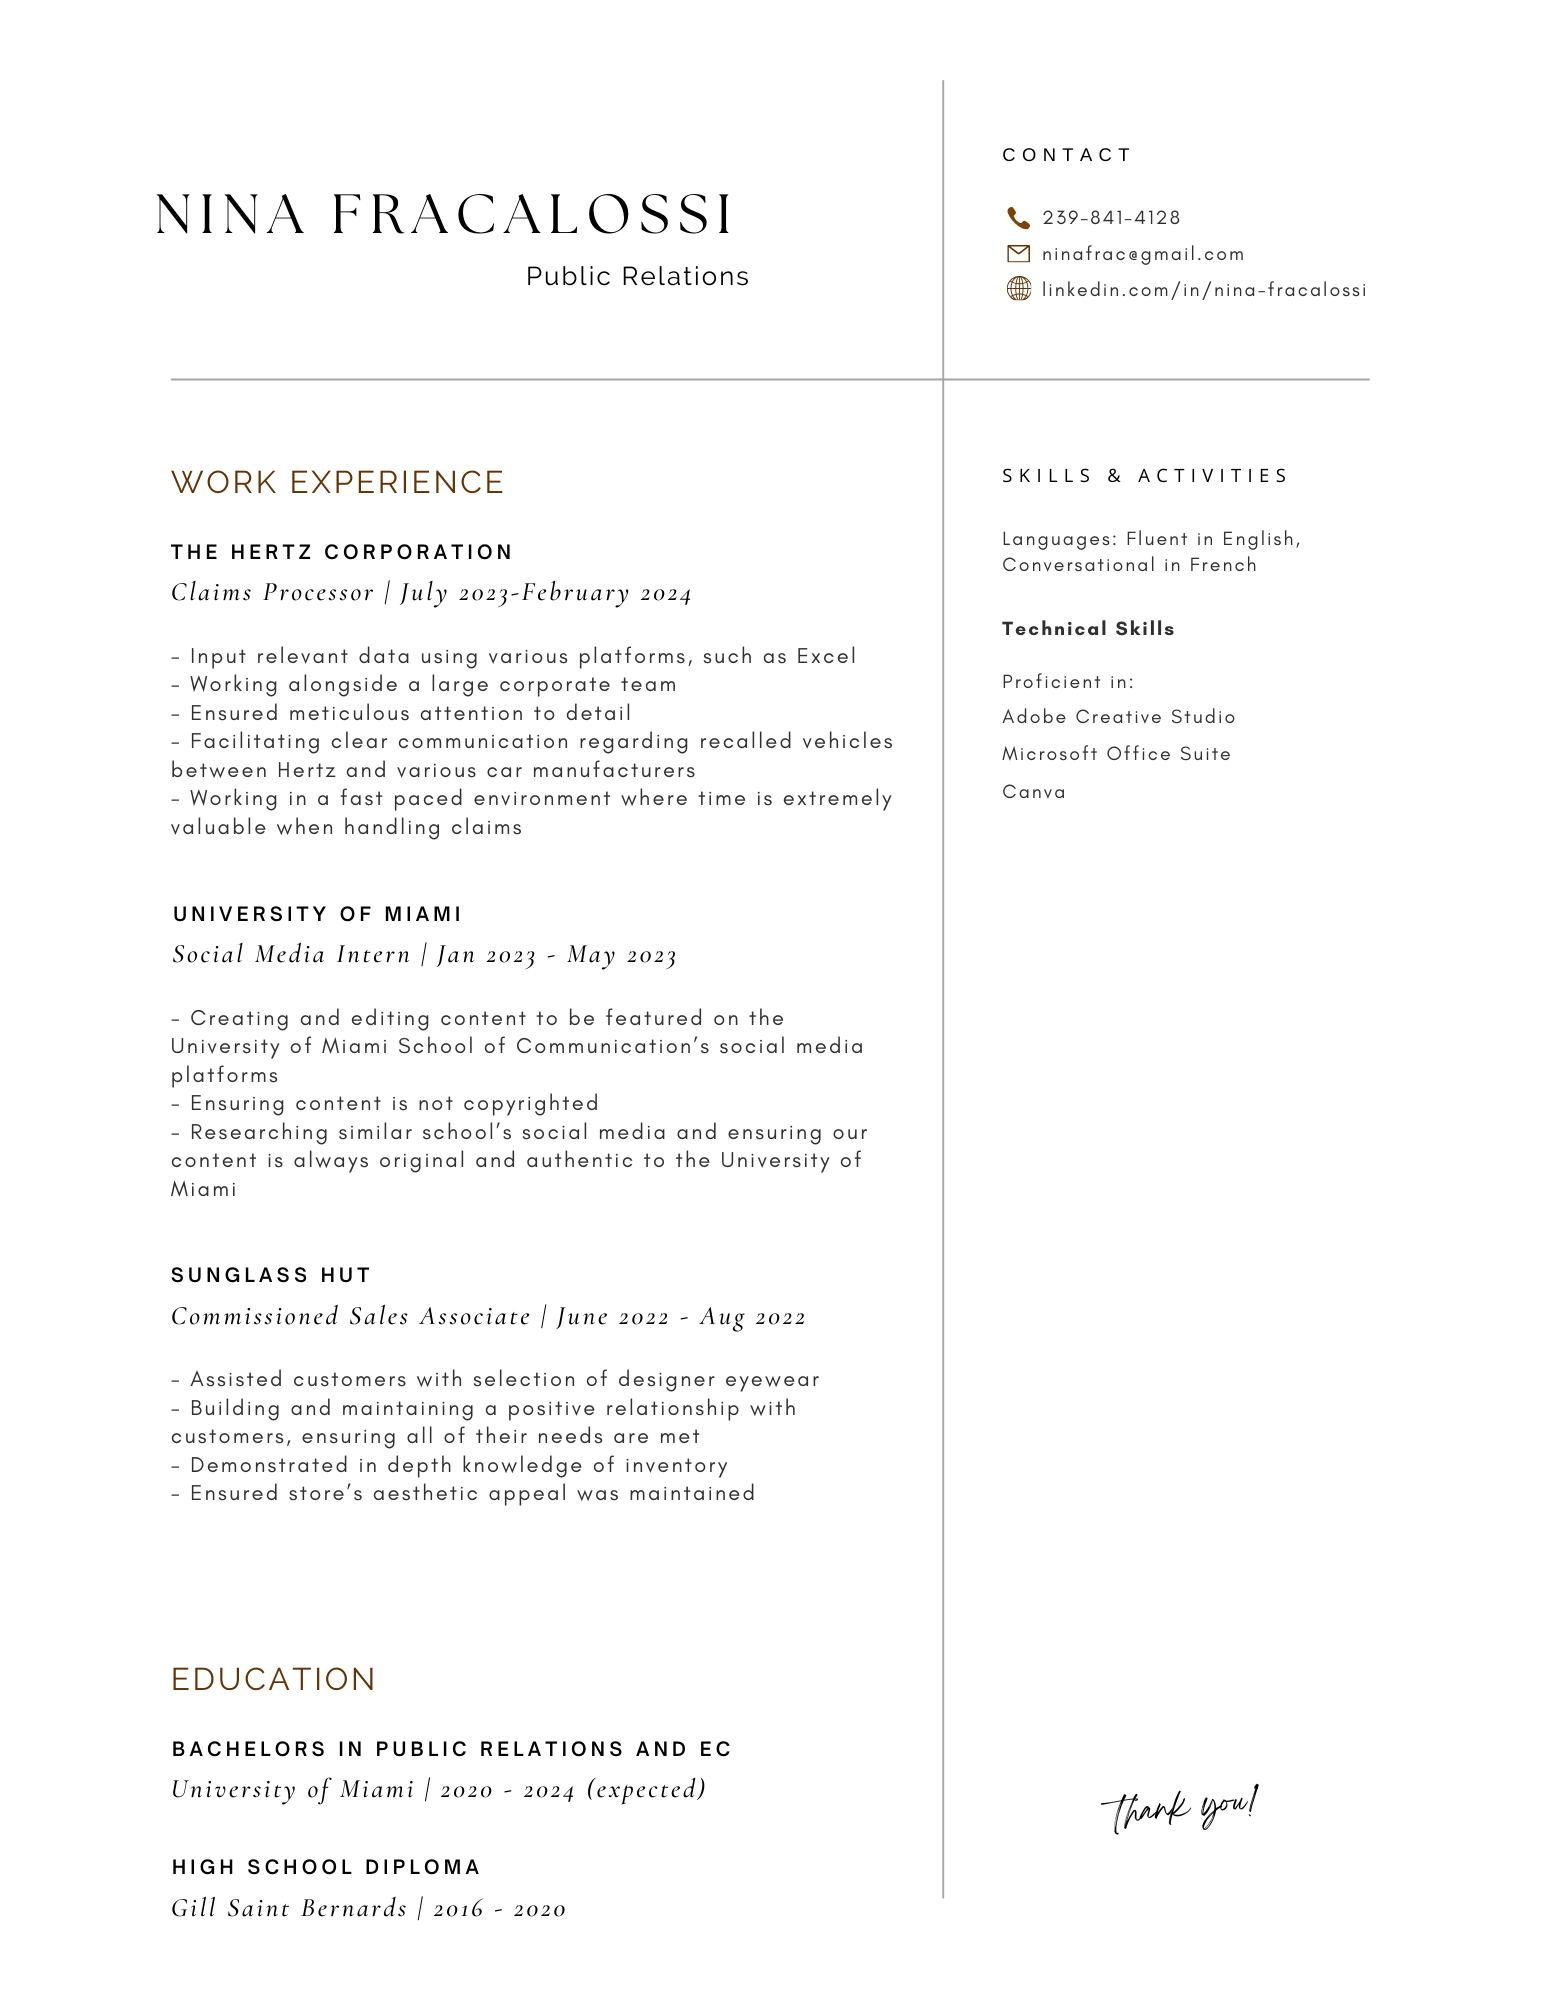 NINA FRACALOSSI
Public Relations
CONTACT
239-841-4128
ninafrac@gmail.com
linkedin.com/in/nina-fracalossi
WORK EXPERIENCE
THE HERTZ CORPORATION
Claims Processor | July 2023-February 2024
- Input relevant data using various platforms, such as Excel
- Working alongside a large corporate team
- Ensured meticulous attention to detail
- Facilitating clear communication regarding recalled vehicles
between Hertz and various car manufacturers
- Working in a fast paced environment where time is extremely
valuable when handling claims
UNIVERSITY OF MIAMI
Social Media Intern | Jan 2023 - May 2023
- Creating and editing content to be featured on the
University of Miami School of Communication's social media
platforms
- Ensuring content is not copyrighted
- Researching similar school's social media and ensuring our
content is always original and authentic to the University of
Miami
SUNGLASS HUT
Commissioned Sales Associate | June 2022 - Aug 2022
- Assisted customers with selection of designer eyewear
- Building and maintaining a positive relationship with
customers, ensuring all of their needs are met
- Demonstrated in depth knowledge of inventory
- Ensured store's aesthetic appeal was maintained
EDUCATION
BACHELORS IN PUBLIC RELATIONS AND EC
University of Miami | 2020 - 2024 (expected)
HIGH SCHOOL DIPLOMA
Gill Saint Bernards | 2016 - 2020
SKILLS & ACTIVITIES
Languages: Fluent in English,
Conversational in French
Technical Skills
Proficient in:
Adobe Creative Studio
Microsoft Office Suite
Canva
thank you!